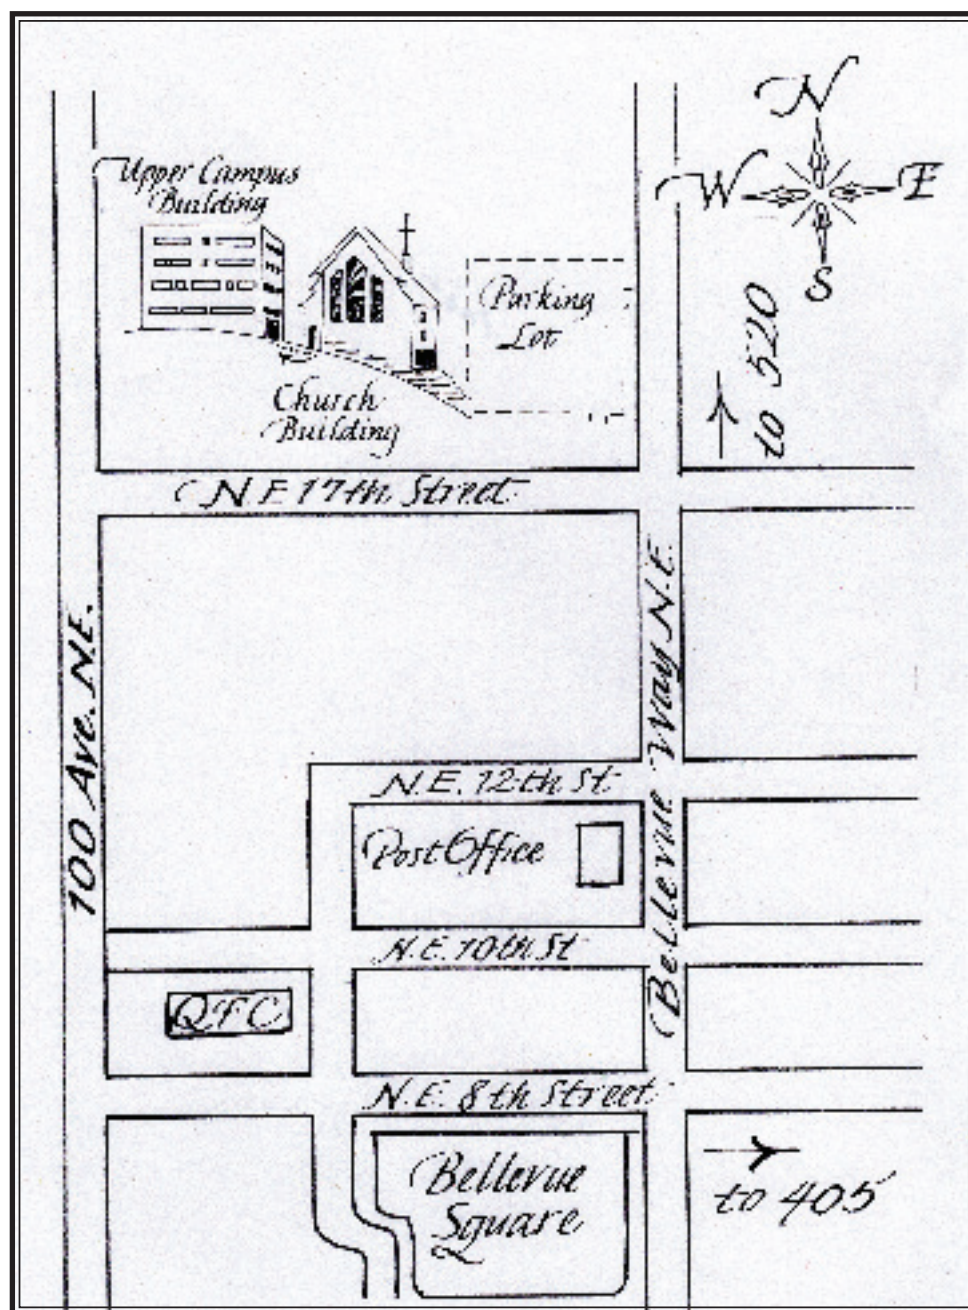 N
W E
S
Upper Campus
Building
Parking
Lot
Church
Building
to 520
N.E. 17th Street
100 Ave. N.E.
Bellevue Way N.E.
N.E. 12th St.
Post Office
N.E. 10th St
QFC
N.E. 8th Street
Bellevue
Square
to 405